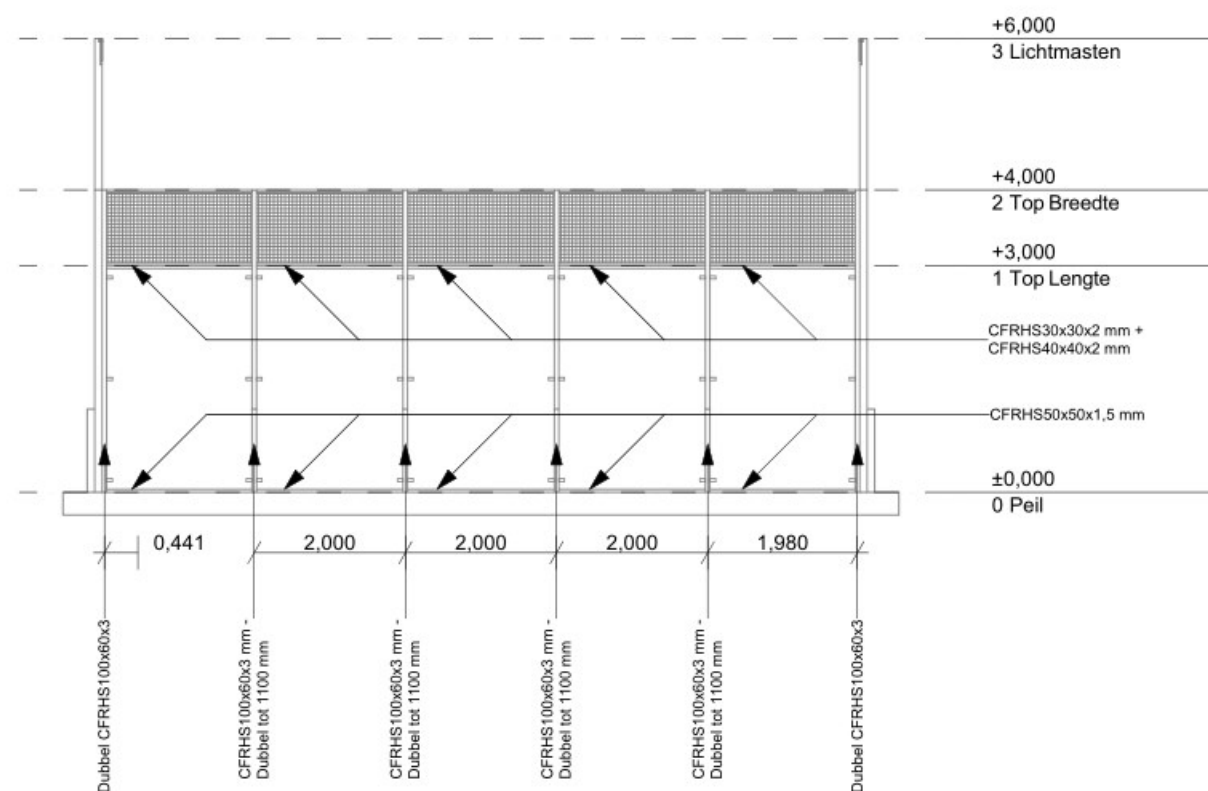 +6,000
3 Lichtmasten
+4,000
2 Top Breedte
+3,000
1 Top Lengte
CFRHS30x30x2 mm +
CFRHS40x40x2 mm
CFRHS50x50x1,5 mm
±0,000
0 Peil
0,441
2,000
2,000
2,000
1,980
Dubbel CFRHS100x60x3
CFRHS100x60x3 mm -
Dubbel tot 1100 mm
CFRHS100x60x3 mm -
Dubbel tot 1100 mm
CFRHS100x60x3 mm -
Dubbel tot 1100 mm
CFRHS100x60x3 mm -
Dubbel tot 1100 mm
Dubbel CFRHS100x60x3